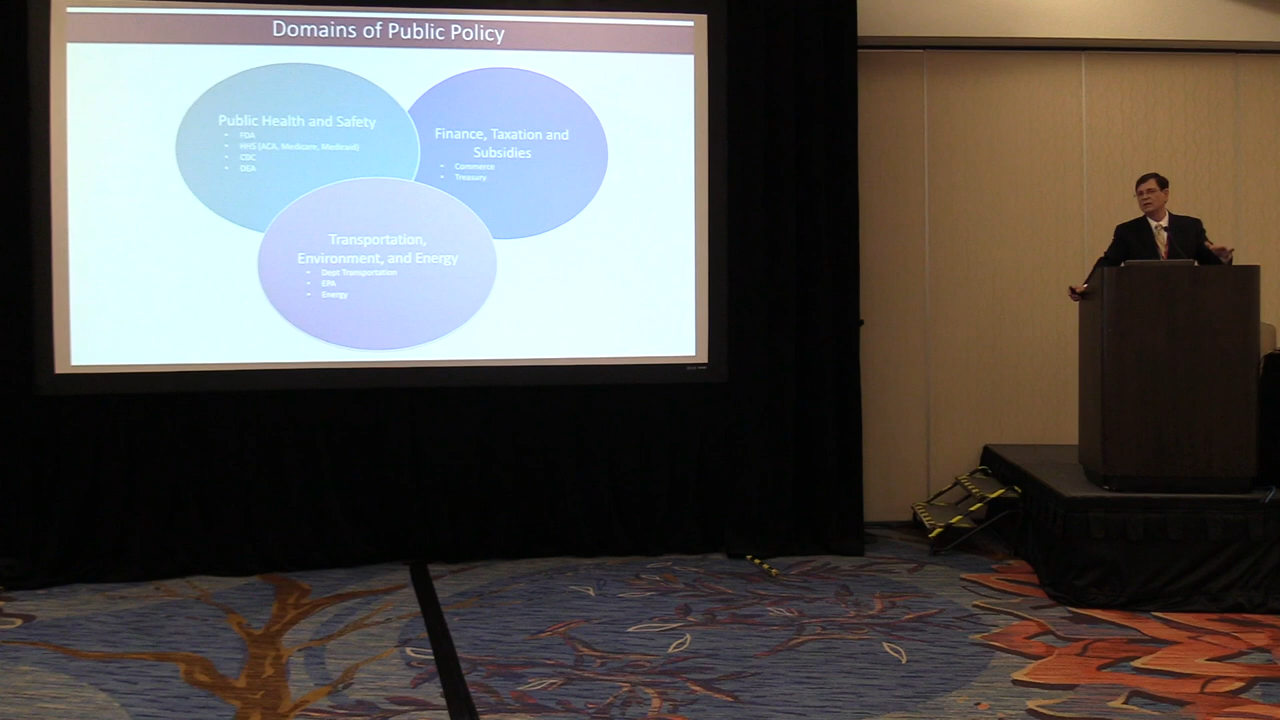 Domains of Public Policy
Public Health and Safety
• FDA
• HHS (ACA, Medicare, Medicaid)
• CDC
• DEA
Finance, Taxation and
Subsidies
• Commerce
• Treasury
Transportation,
Environment, and Energy
• Dept Transportation
• EPA
• Energy